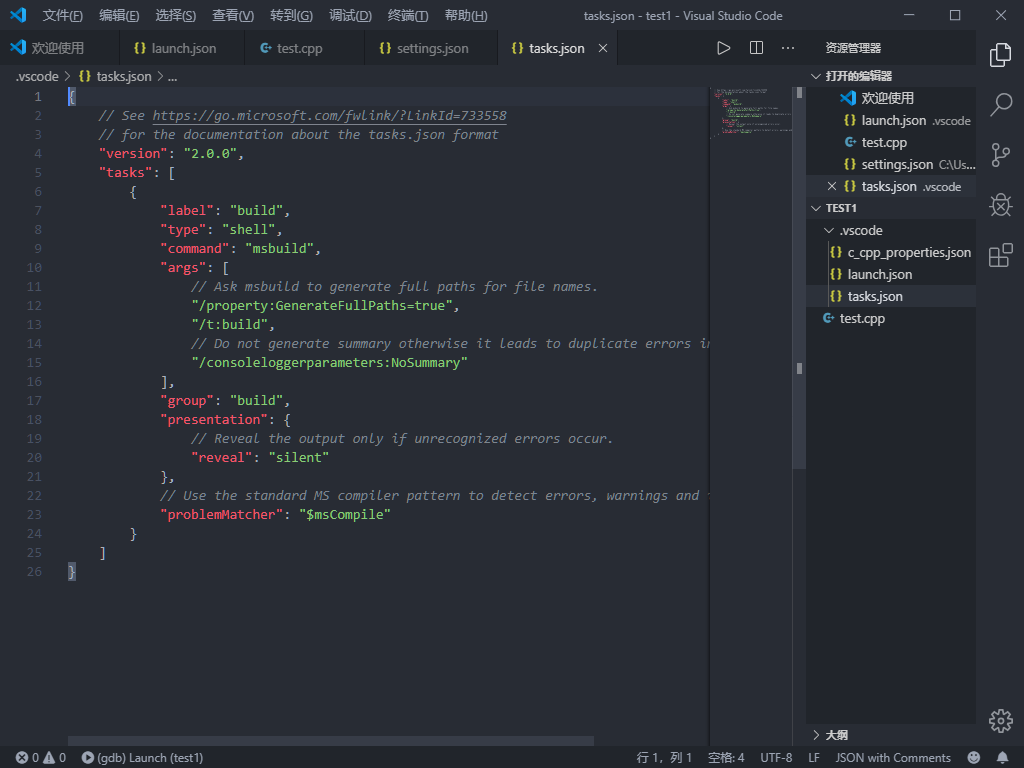 文件(F) 编辑(E) 选择(S) 查看(V) 转到(G) 调试(D) 终端(T) 帮助(H) tasks.json - test1 - Visual Studio Code
欢迎使用 {} launch.json test.cpp {} settings.json {} tasks.json
.vscode > {} tasks.json > ...
1 {
2 // See https://go.microsoft.com/fwlink/?LinkId=733558
3 // for the documentation about the tasks.json format
4 "version": "2.0.0",
5 "tasks": [
6 {
7 "label": "build",
8 "type": "shell",
9 "command": "msbuild",
10 "args": [
11 // Ask msbuild to generate full paths for file names.
12 "/property:GenerateFullPaths=true",
13 "/t:build",
14 // Do not generate summary otherwise it leads to duplicate errors in
15 "/consoleloggerparameters:NoSummary"
16 ],
17 "group": "build",
18 "presentation": {
19 // Reveal the output only if unrecognized errors occur.
20 "reveal": "silent"
21 },
22 // Use the standard MS compiler pattern to detect errors, warnings and
23 "problemMatcher": "$msCompile"
24 }
25 ]
26 }
资源管理器
打开的编辑器
欢迎使用
{} launch.json .vscode
test.cpp
{} settings.json C:\Us...
{} tasks.json .vscode
TEST1
.vscode
{} c_cpp_properties.json
{} launch.json
{} tasks.json
test.cpp
大纲
0 0 (gdb) Launch (test1) 行 1，列 1 空格: 4 UTF-8 LF JSON with Comments